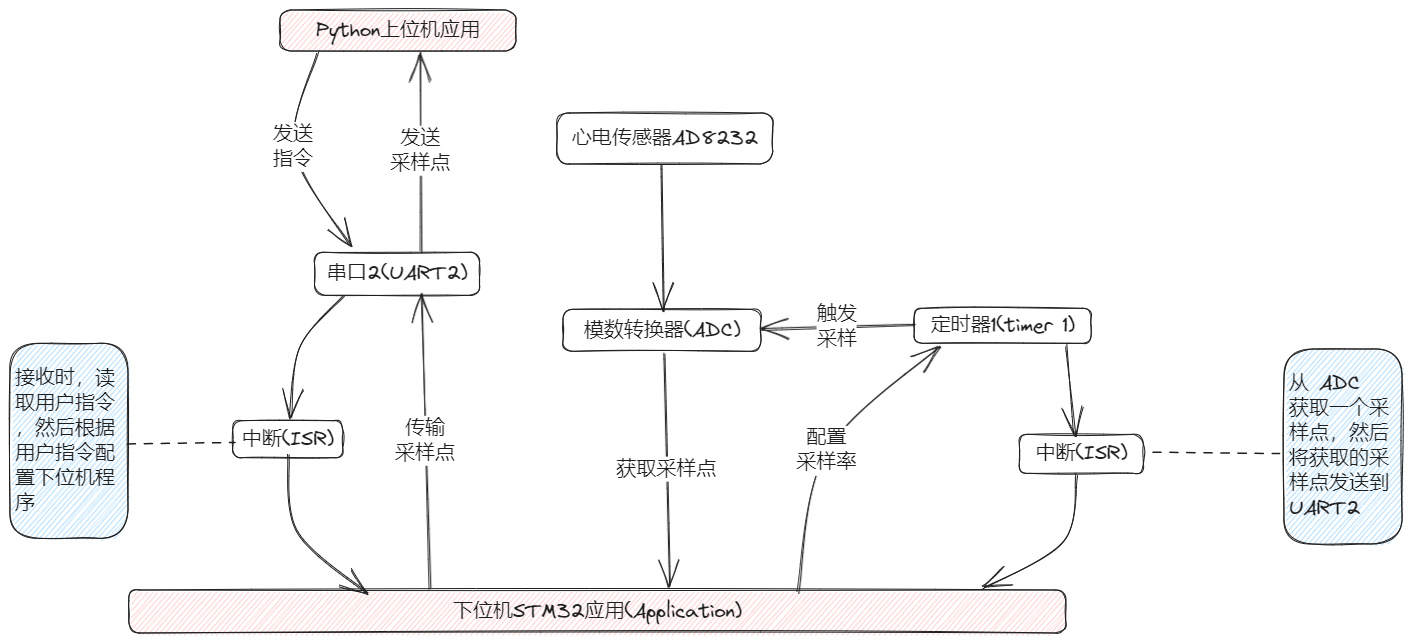 Python上位机应用
发送
指令
发送
采样点
心电传感器AD8232
串口2(UART2)
模数转换器(ADC)
触发
采样
定时器1(timer 1)
接收时，读
取用户指令
，然后根据
用户指令配
置下位机程
序
中断(ISR)
传输
采样点
获取采样点
配置
采样率
中断(ISR)
从 ADC
获取一个采
样点，然后
将获取的采
样点发送到
UART2
下位机STM32应用(Application)